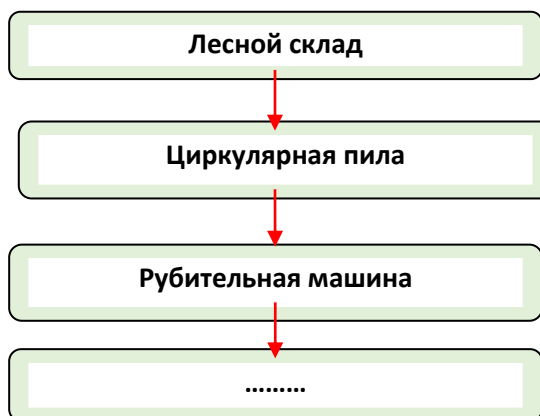 Лесной склад
Циркулярная пила
Рубительная машина
………